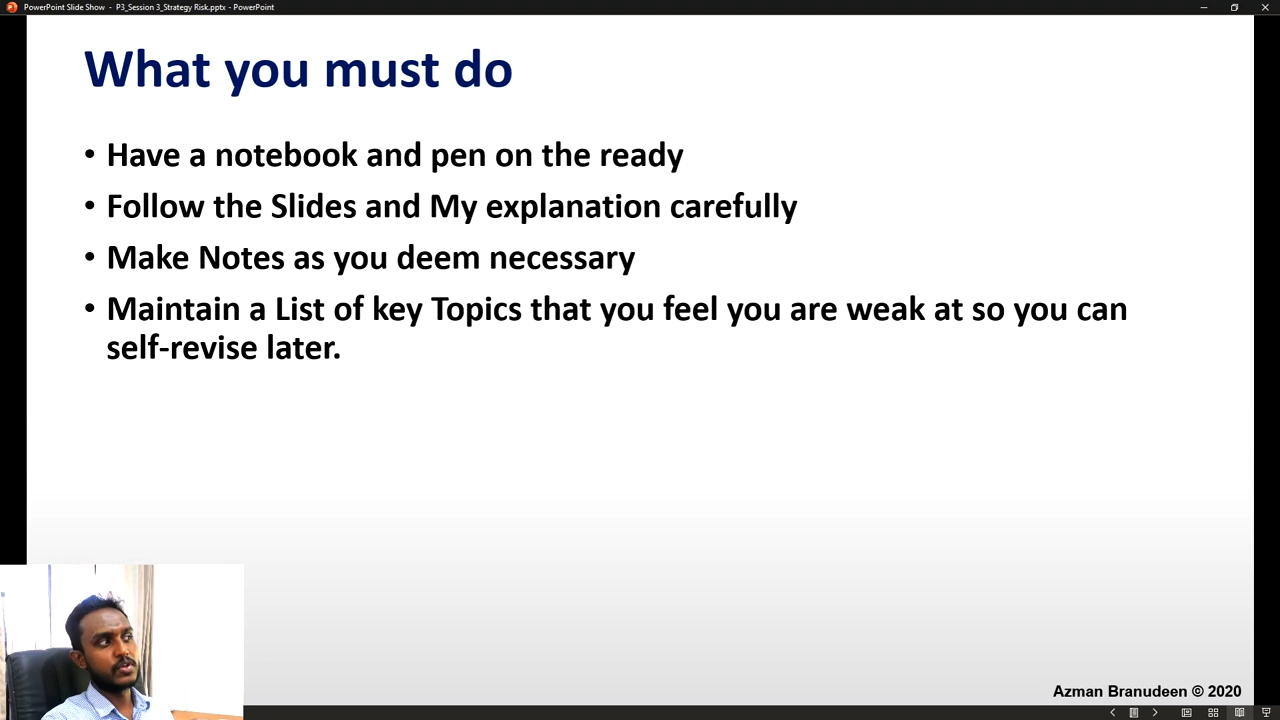 PowerPoint Slide Show - P3_Session 3_Strategy Risk.pptx - PowerPoint
What you must do
• Have a notebook and pen on the ready
• Follow the Slides and My explanation carefully
• Make Notes as you deem necessary
• Maintain a List of key Topics that you feel you are weak at so you can
self-revise later.
Azman Branudeen © 2020